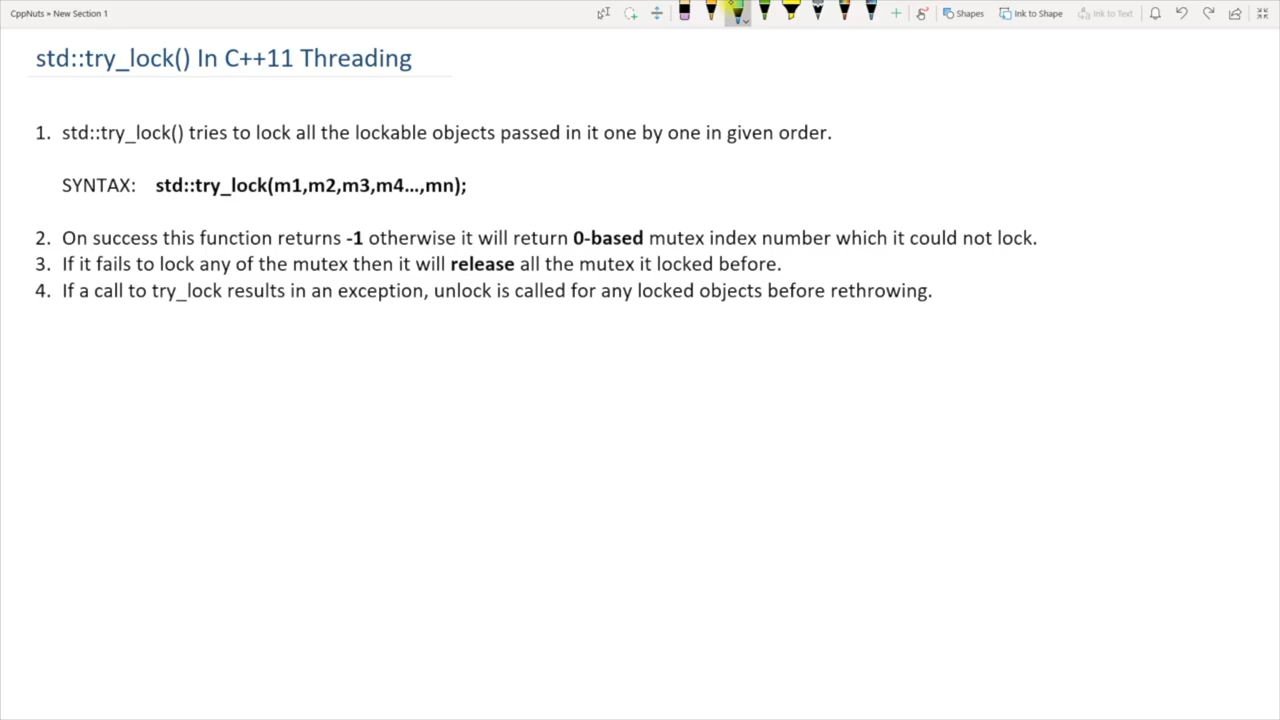 CppNuts » New Section 1
Shapes
Ink to Shape
Ink to Text
std::try_lock() In C++11 Threading
1. std::try_lock() tries to lock all the lockable objects passed in it one by one in given order.
SYNTAX: std::try_lock(m1,m2,m3,m4...,mn);
2. On success this function returns -1 otherwise it will return 0-based mutex index number which it could not lock.
3. If it fails to lock any of the mutex then it will release all the mutex it locked before.
4. If a call to try_lock results in an exception, unlock is called for any locked objects before rethrowing.